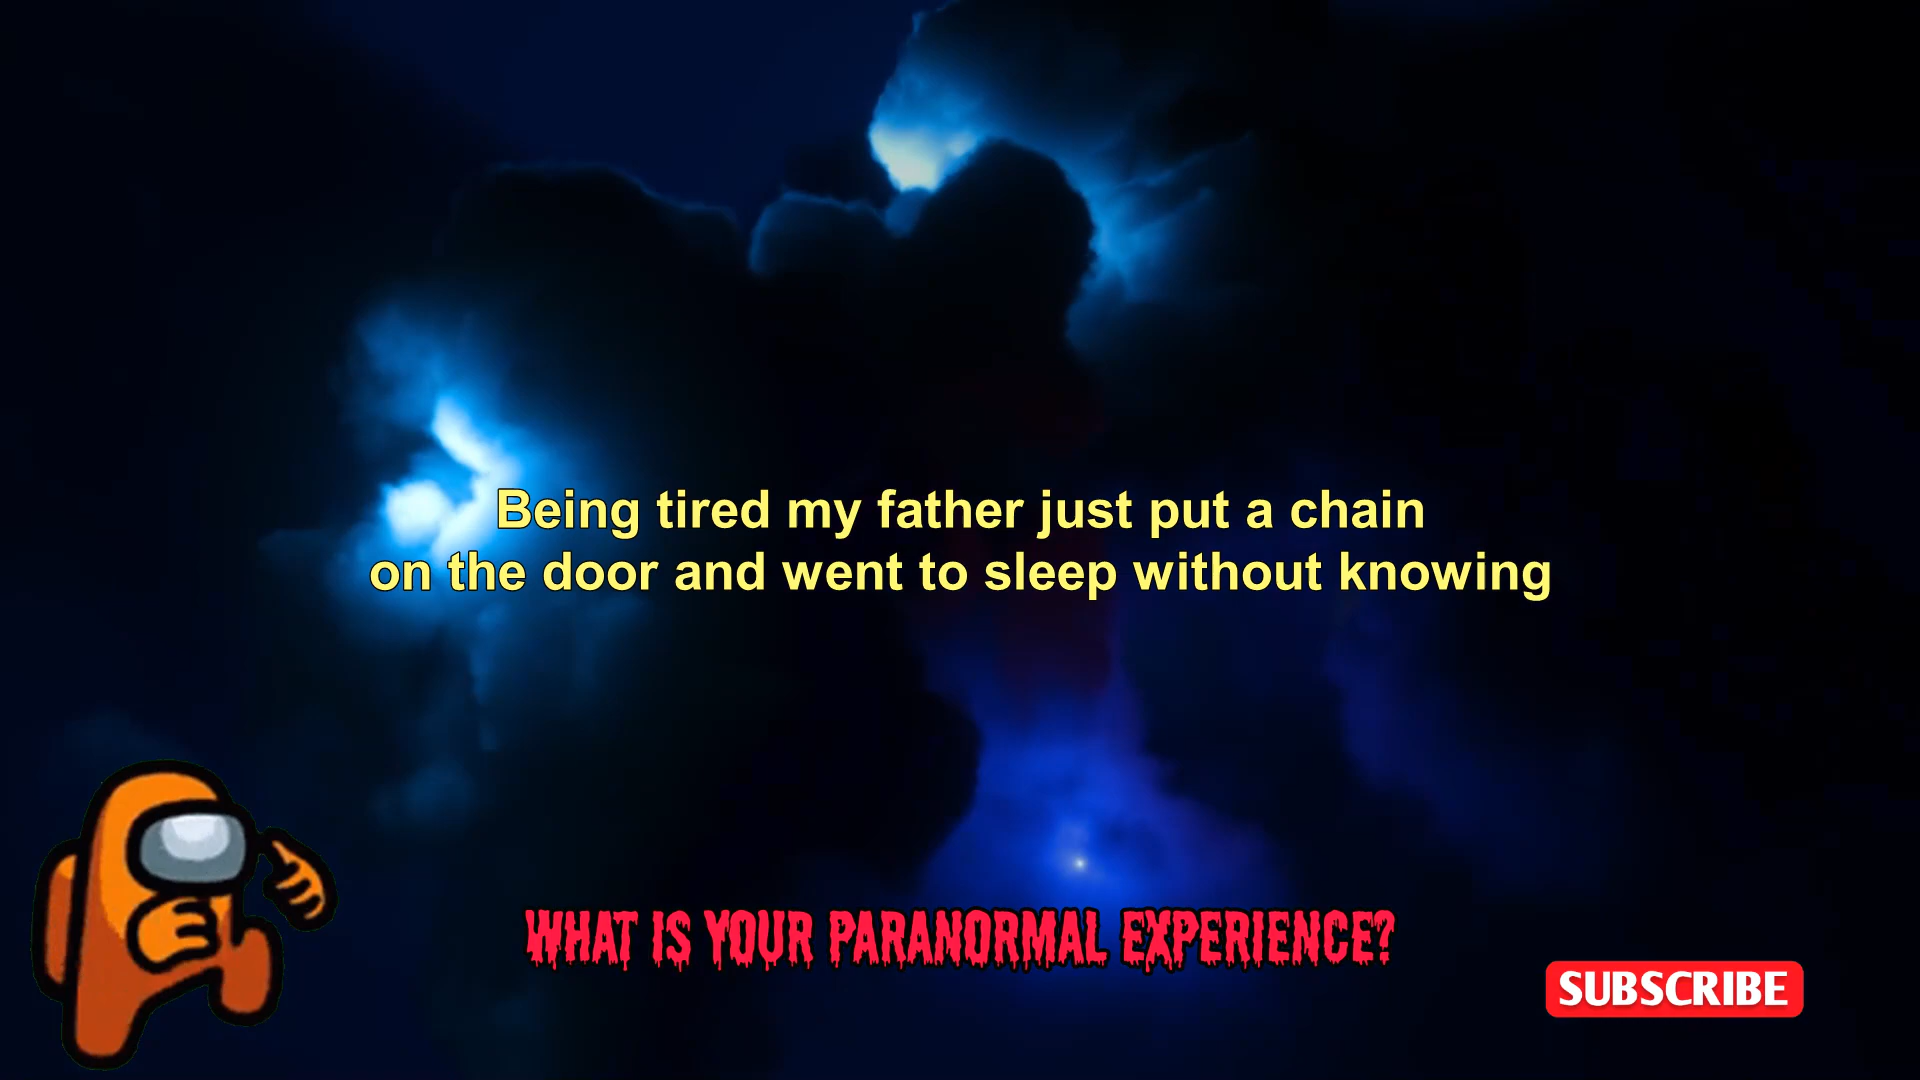 Being tired my father just put a chain
on the door and went to sleep without knowing
WHAT IS YOUR PARANORMAL EXPERIENCE?
SUBSCRIBE